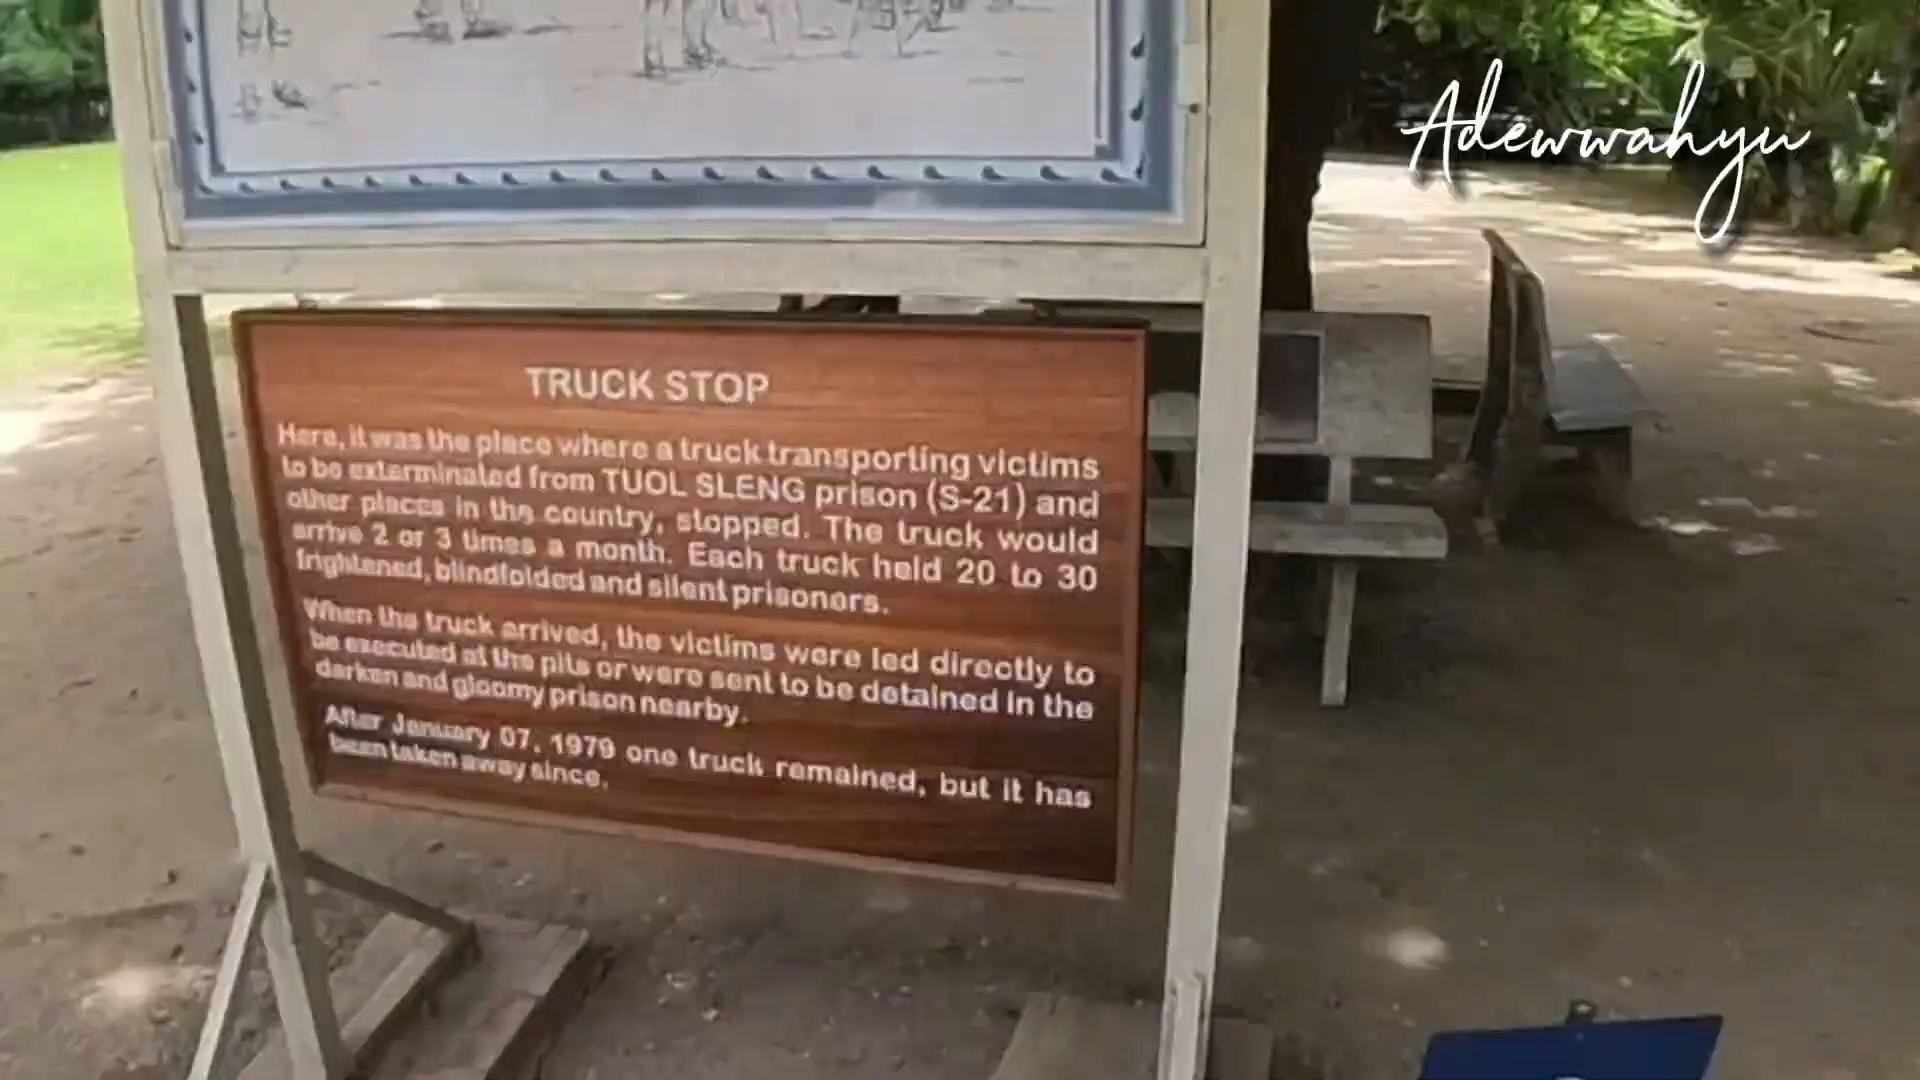 Adewwahyu
TRUCK STOP
Here, it was the place where a truck transporting victims
to be exterminated from TUOL SLENG prison (S-21) and
other places in the country, stopped. The truck would
arrive 2 or 3 times a month. Each truck held 20 to 30
frightened, blindfolded and silent prisoners.
When the truck arrived, the victims were led directly to
be executed at the pits or were sent to be detained in the
darken and gloomy prison nearby.
After January 07, 1979 one truck remained, but it has
been taken away since.